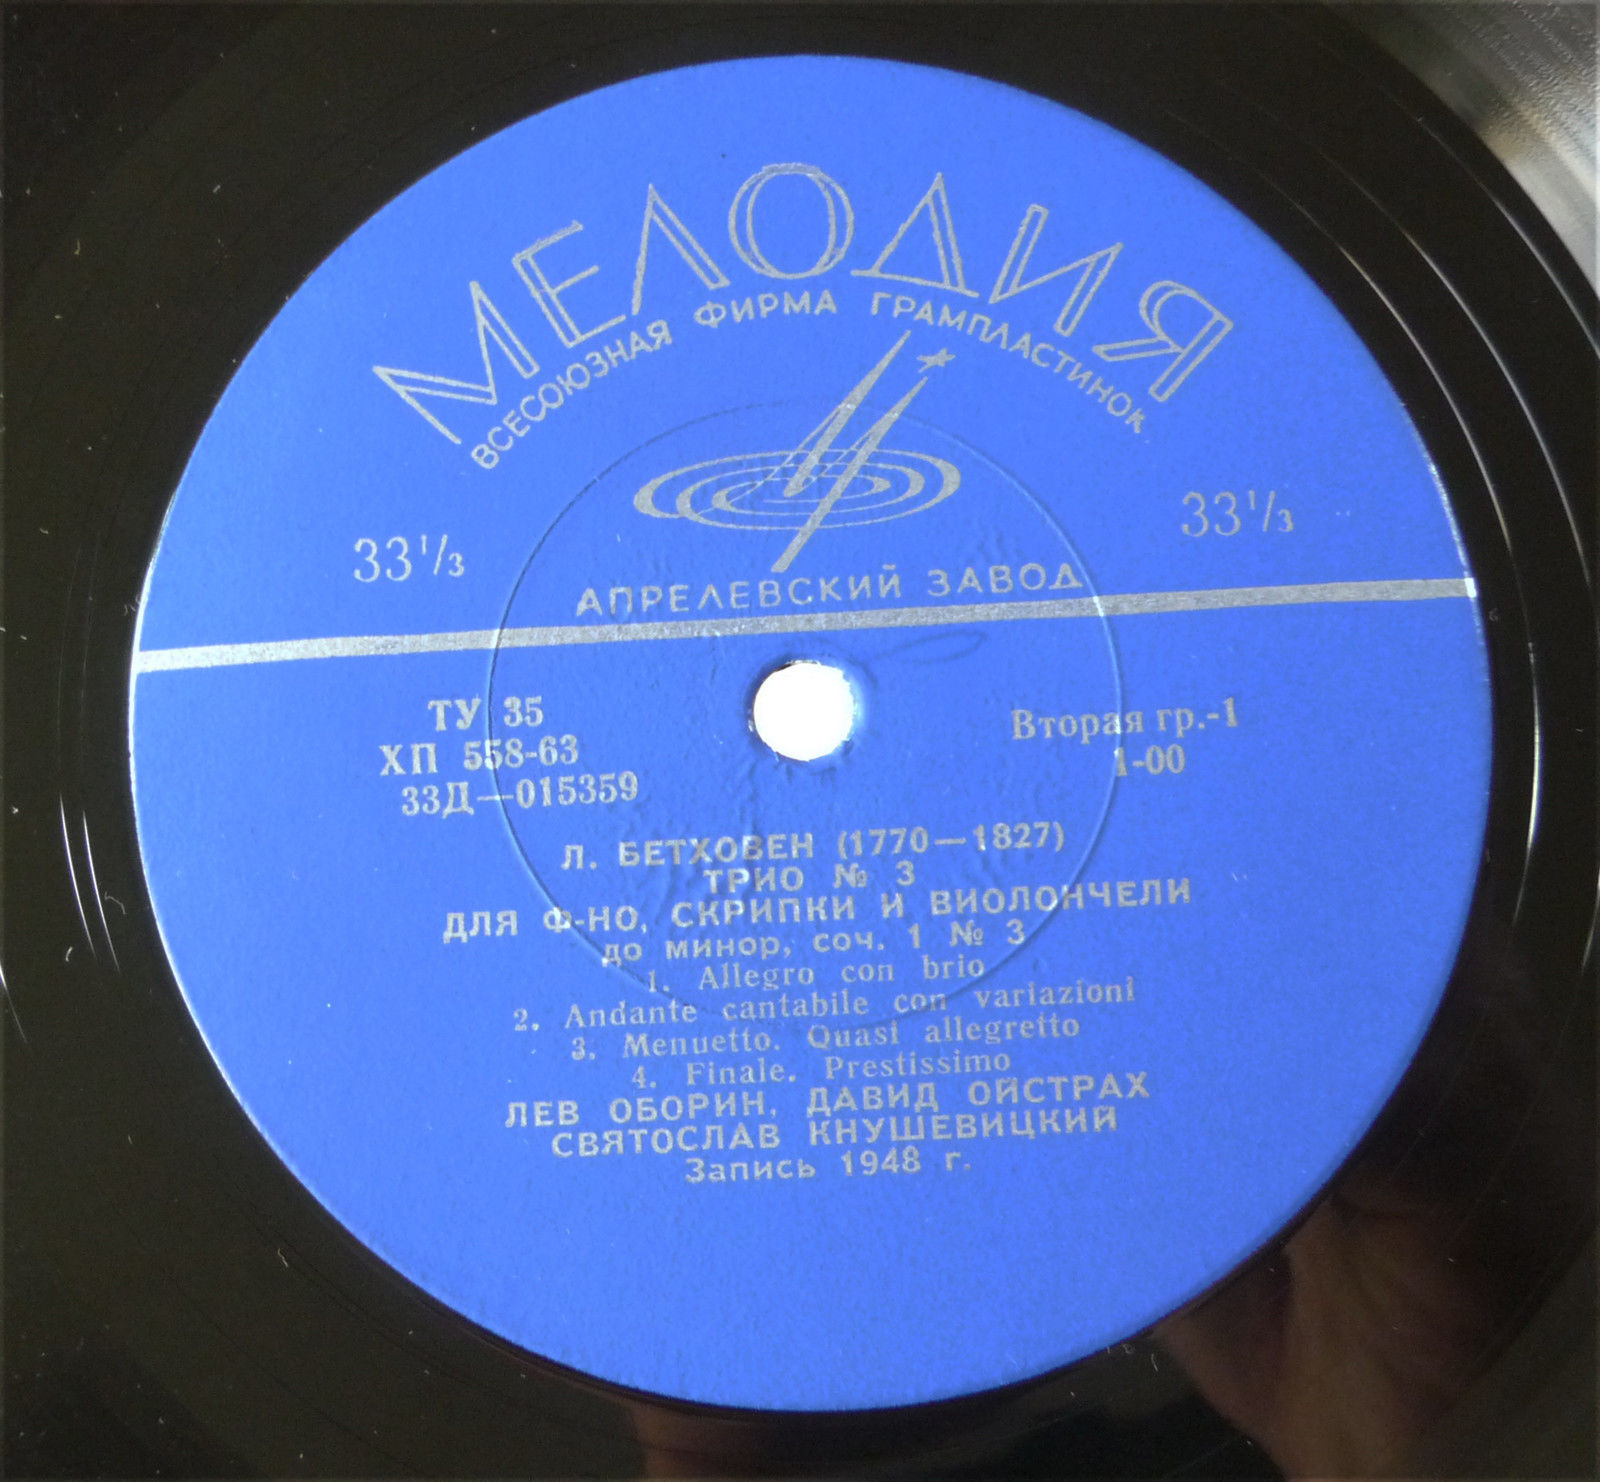 МЕЛОДИЯ
ВСЕСОЮЗНАЯ ФИРМА ГРАМПЛАСТИНОК
33⅓ 33⅓
АПРЕЛЕВСКИЙ ЗАВОД
ТУ 35 Вторая гр.-1
ХП 558-63 1-00
33Д—015359
Л. БЕТХОВЕН (1770—1827)
ТРИО № 3
ДЛЯ Ф-НО, СКРИПКИ И ВИОЛОНЧЕЛИ
до минор, соч. 1 № 3
1. Allegro con brio
2. Andante cantabile con variazioni
3. Menuetto. Quasi allegretto
4. Finale. Prestissimo
ЛЕВ ОБОРИН, ДАВИД ОЙСТРАХ
СВЯТОСЛАВ КНУШЕВИЦКИЙ
Запись 1948 г.